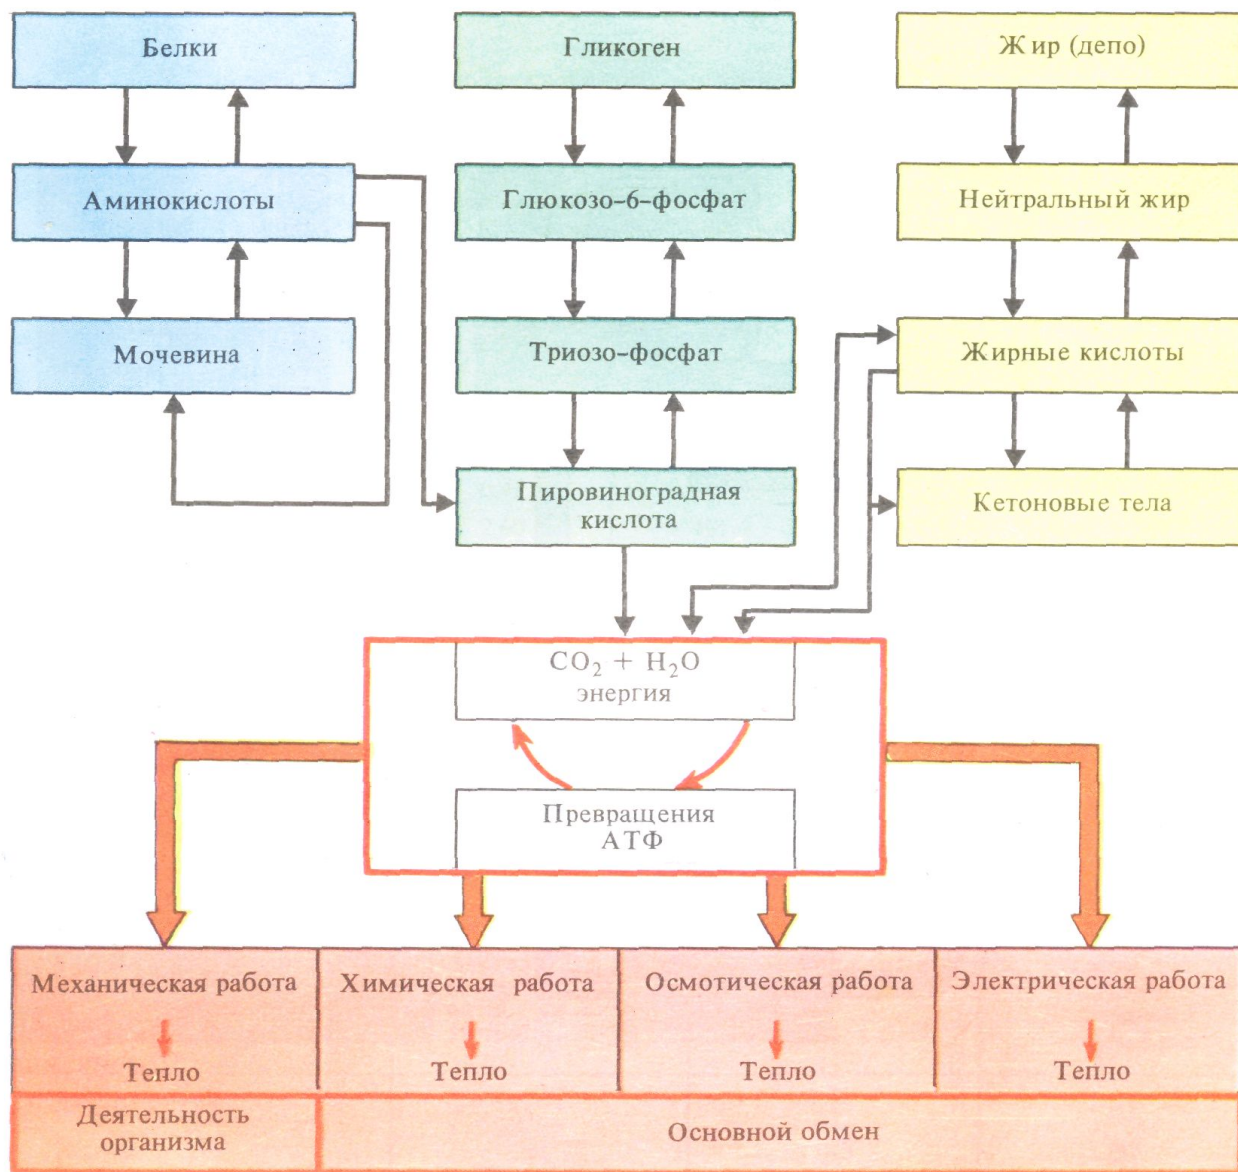 Белки
Гликоген
Жир (депо)
Аминокислоты
Глюкозо-6-фосфат
Нейтральный жир
Мочевина
Триозо-фосфат
Жирные кислоты
Пировиноградная
кислота
Кетоновые тела
CO₂ + H₂O
энергия
Превращения
АТФ
Механическая работа
Химическая работа
Осмотическая работа
Электрическая работа
Тепло
Тепло
Тепло
Тепло
Деятельность
организма
Основной обмен